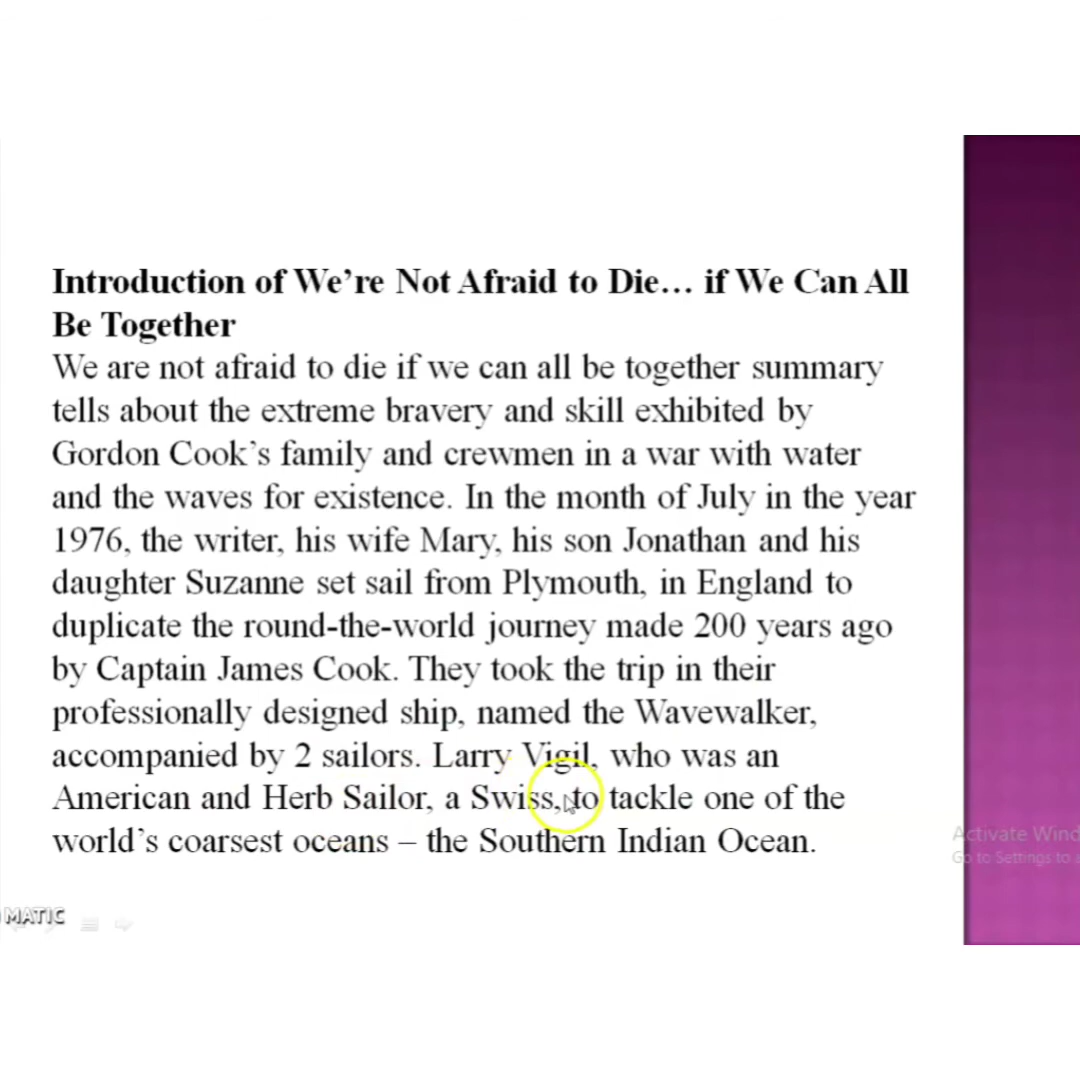 Introduction of We’re Not Afraid to Die… if We Can All
Be Together
We are not afraid to die if we can all be together summary
tells about the extreme bravery and skill exhibited by
Gordon Cook’s family and crewmen in a war with water
and the waves for existence. In the month of July in the year
1976, the writer, his wife Mary, his son Jonathan and his
daughter Suzanne set sail from Plymouth, in England to
duplicate the round-the-world journey made 200 years ago
by Captain James Cook. They took the trip in their
professionally designed ship, named the Wavewalker,
accompanied by 2 sailors. Larry Vigil, who was an
American and Herb Sailor, a Swiss, to tackle one of the
world’s coarsest oceans – the Southern Indian Ocean.
Activate Wind
Go to Settings to
MATIC